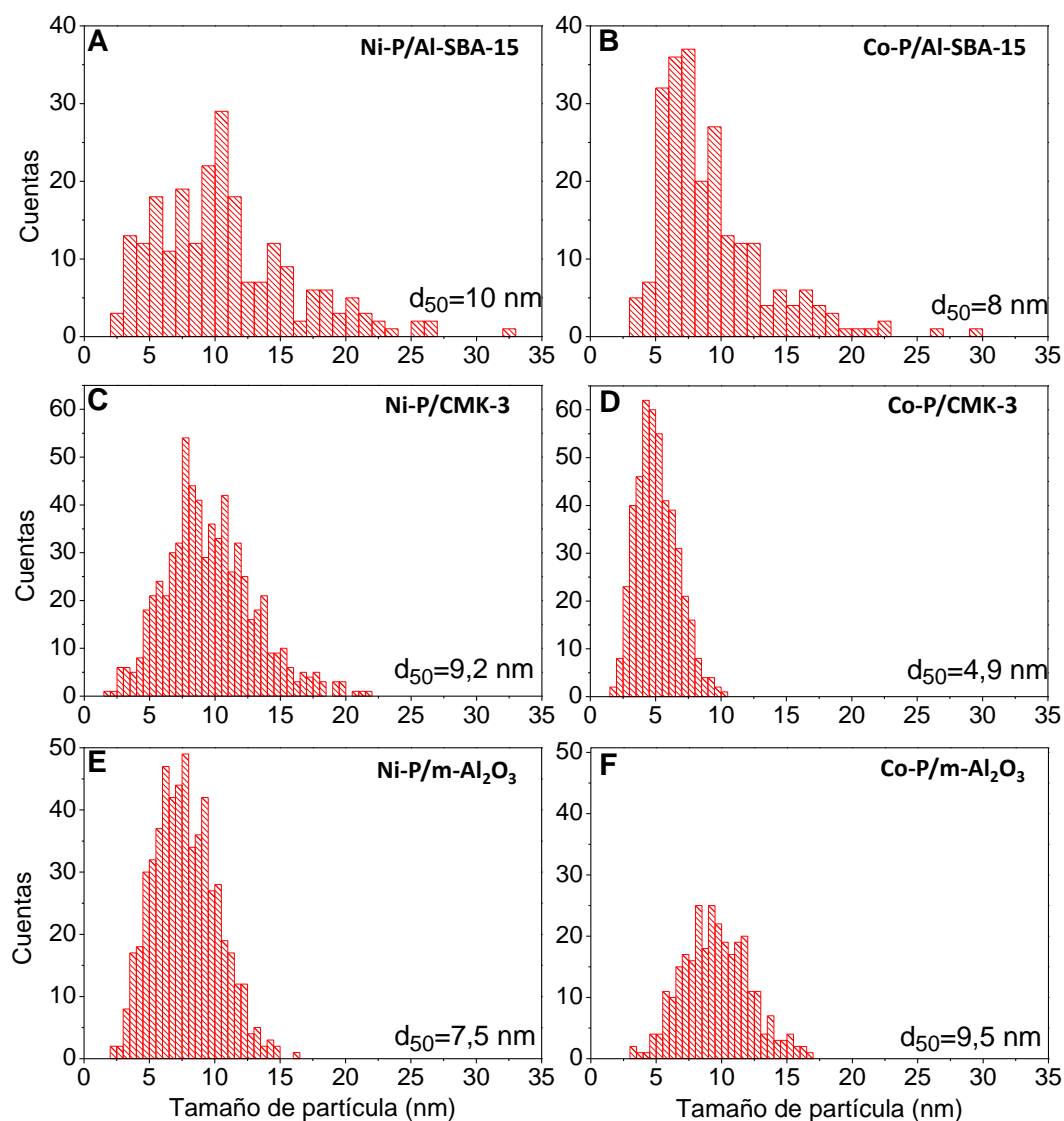 A
Ni-P/Al-SBA-15
Cuentas
40
30
20
10
0
d50=10 nm
0 5 10 15 20 25 30 35
B
Co-P/Al-SBA-15
40
30
20
10
0
d50=8 nm
0 5 10 15 20 25 30 35
C
Ni-P/CMK-3
Cuentas
60
50
40
30
20
10
0
d50=9,2 nm
0 5 10 15 20 25 30 35
D
Co-P/CMK-3
60
50
40
30
20
10
0
d50=4,9 nm
0 5 10 15 20 25 30 35
E
Ni-P/m-Al2O3
Cuentas
50
40
30
20
10
0
d50=7,5 nm
0 5 10 15 20 25 30 35
Tamaño de partícula (nm)
F
Co-P/m-Al2O3
50
40
30
20
10
0
d50=9,5 nm
0 5 10 15 20 25 30 35
Tamaño de partícula (nm)